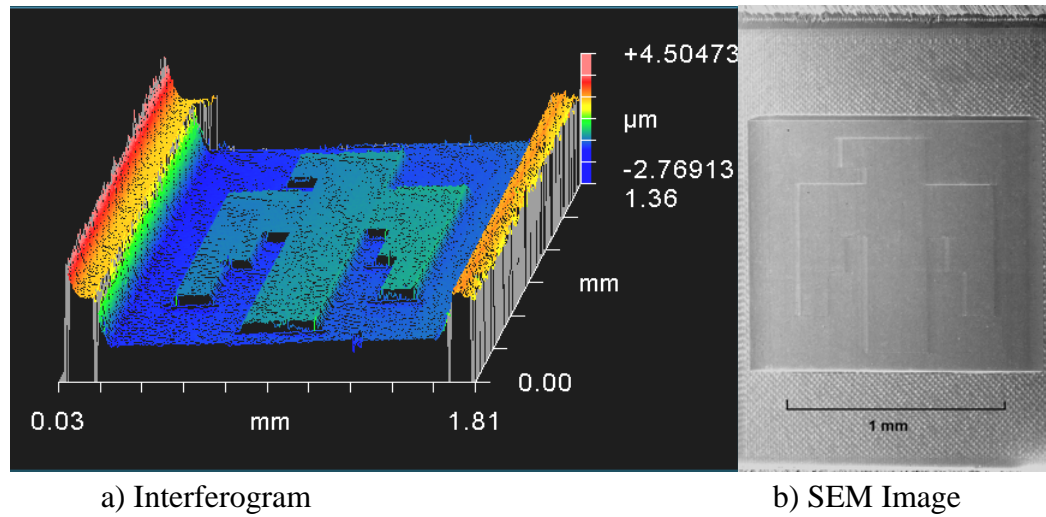 +4.50473
µm
-2.76913
1.36
mm
0.00
0.03 mm 1.81
1 mm
a) Interferogram b) SEM Image